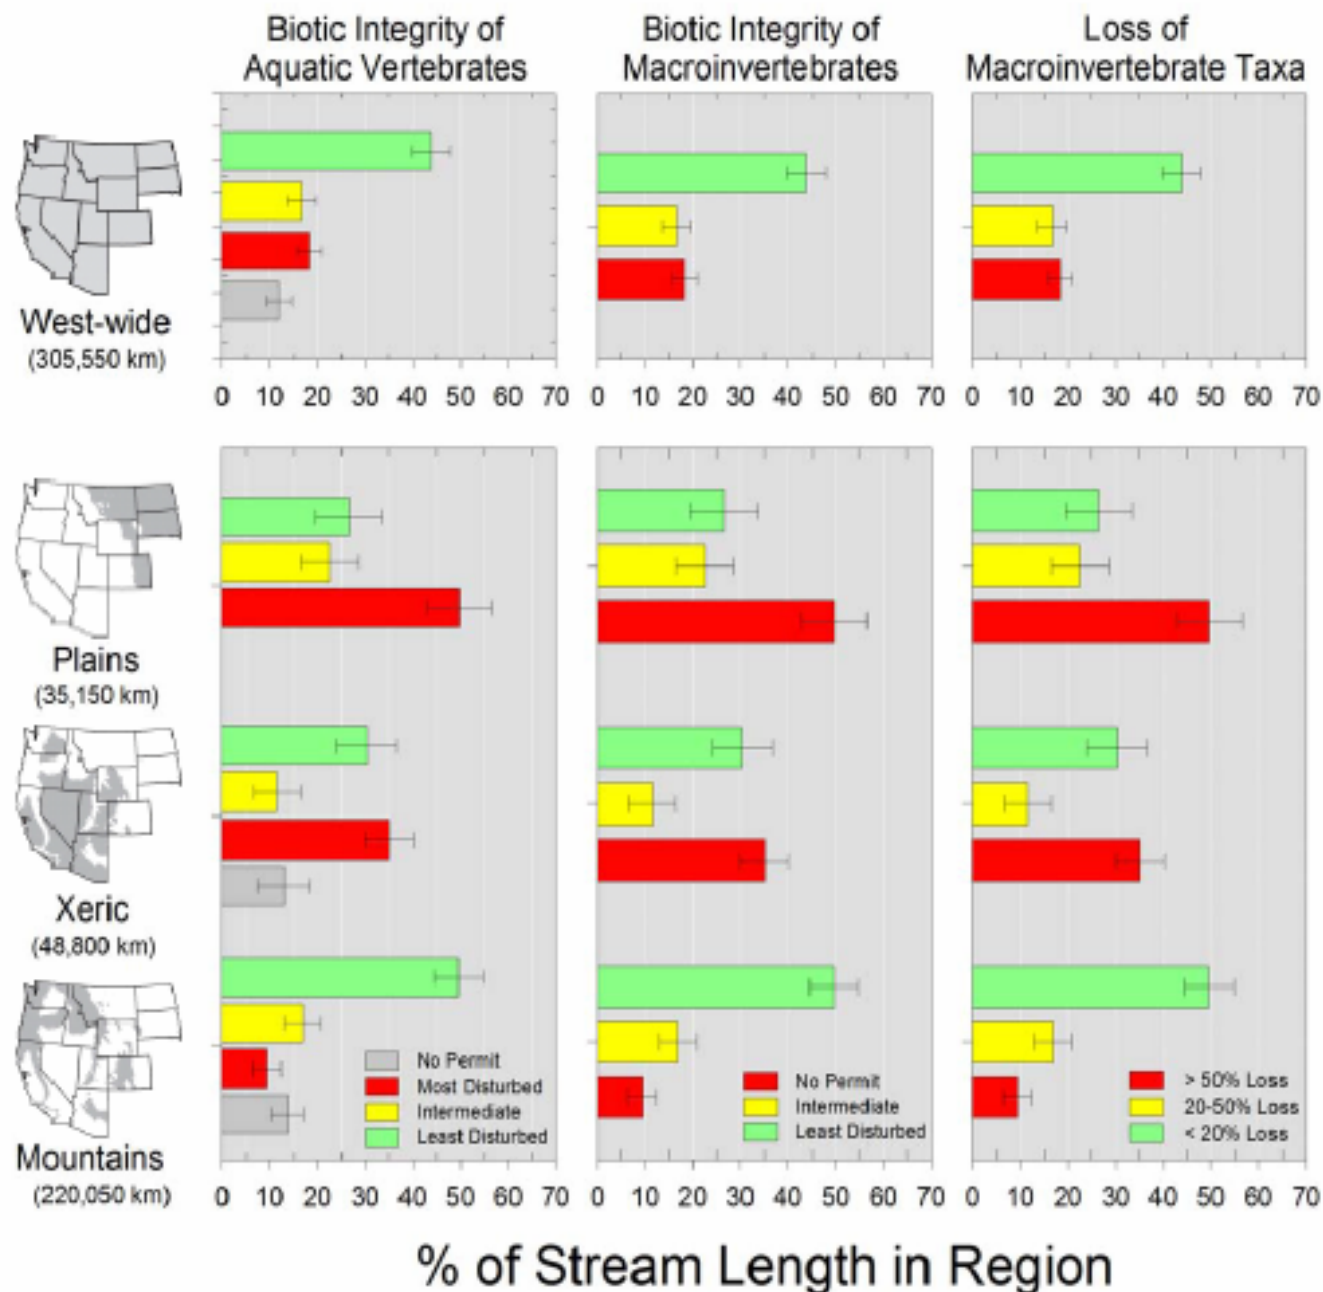 Biotic Integrity of
Aquatic Vertebrates
Biotic Integrity of
Macroinvertebrates
Loss of
Macroinvertebrate Taxa
West-wide
(305,550 km)
0 10 20 30 40 50 60 70
0 10 20 30 40 50 60 70
0 10 20 30 40 50 60 70
Plains
(35,150 km)
Xeric
(48,800 km)
Mountains
(220,050 km)
No Permit
Most Disturbed
Intermediate
Least Disturbed
No Permit
Intermediate
Least Disturbed
> 50% Loss
20-50% Loss
< 20% Loss
0 10 20 30 40 50 60 70
0 10 20 30 40 50 60 70
0 10 20 30 40 50 60 70
% of Stream Length in Region